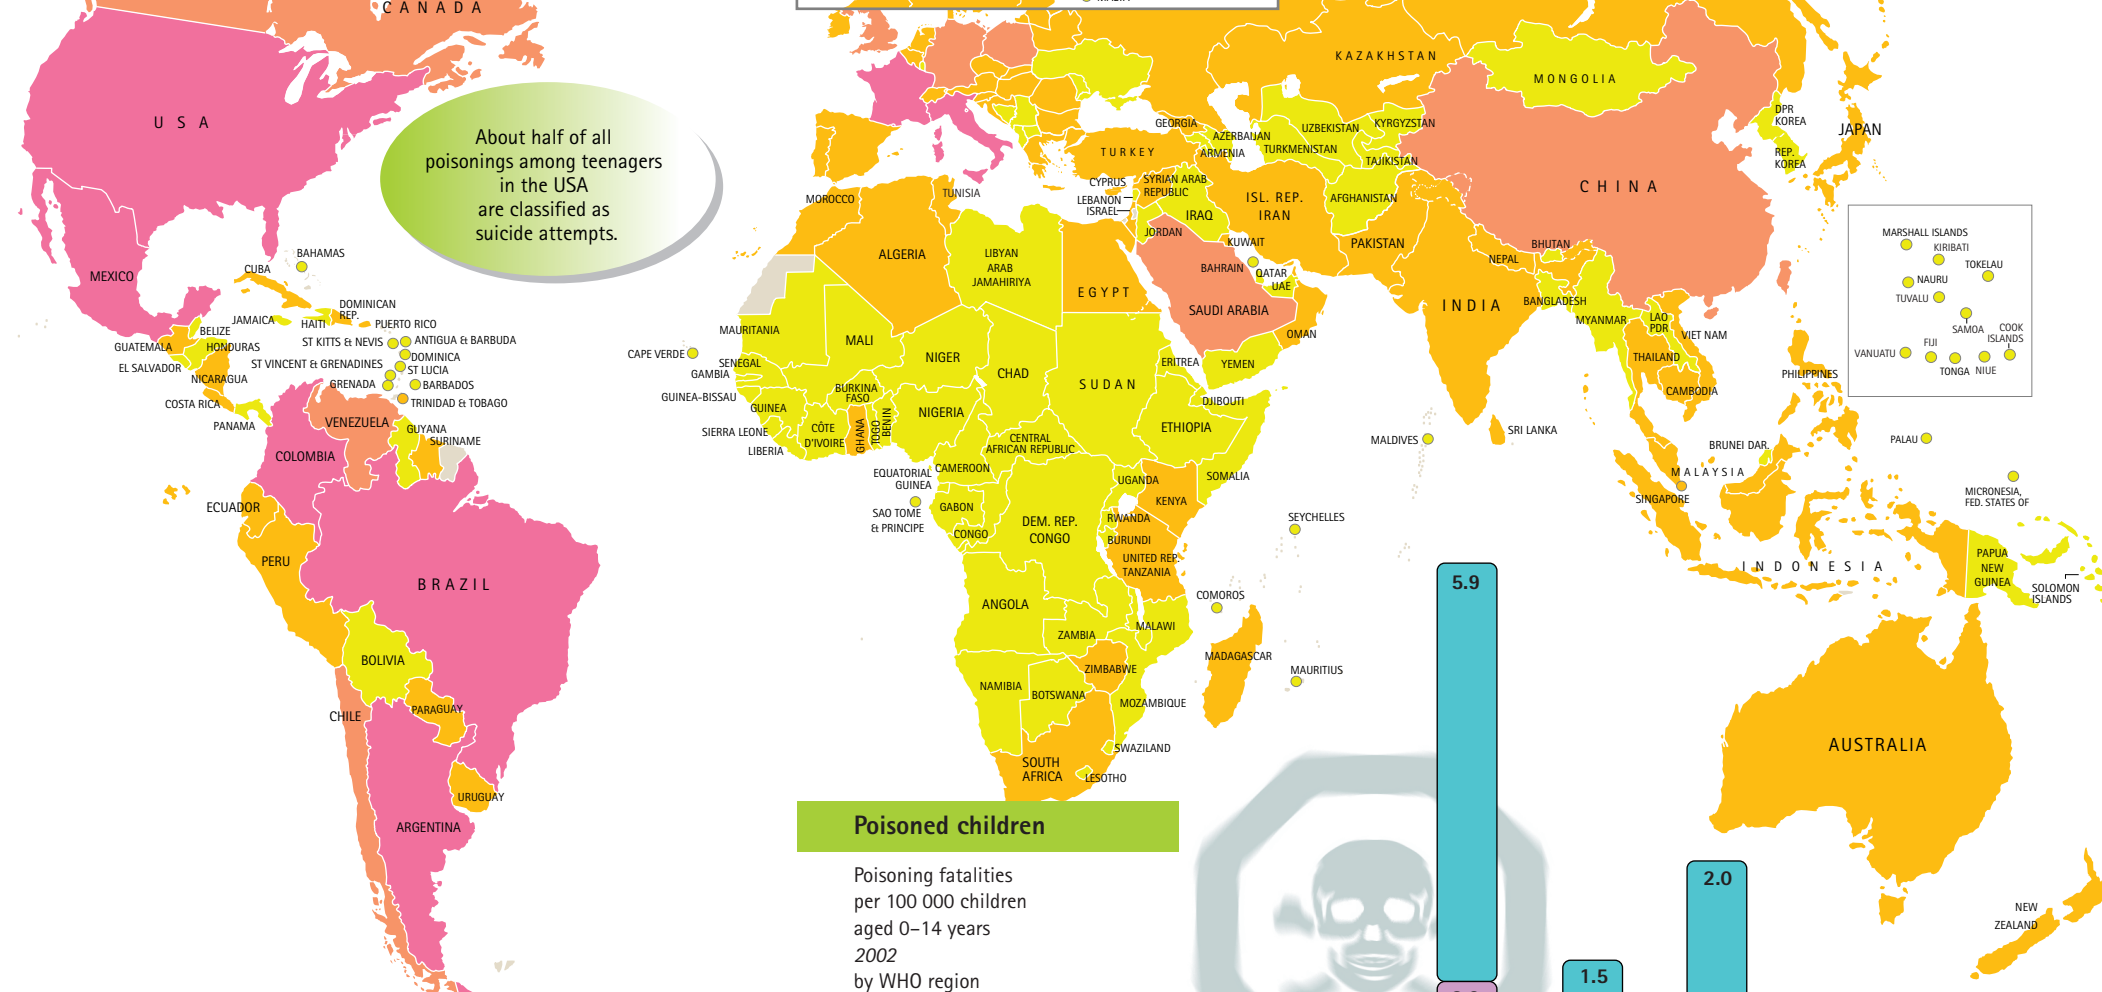 CANADA
USA
About half of all
poisonings among teenagers
in the USA
are classified as
suicide attempts.
MEXICO
BAHAMAS
CUBA
DOMINICAN
REP.
JAMAICA
HAITI
PUERTO RICO
BELIZE
ST KITTS & NEVIS
ANTIGUA & BARBUDA
GUATEMALA
HONDURAS
DOMINICA
ST VINCENT & GRENADINES
EL SALVADOR
ST LUCIA
NICARAGUA
GRENADA
BARBADOS
COSTA RICA
TRINIDAD & TOBAGO
PANAMA
VENEZUELA
GUYANA
SURINAME
COLOMBIA
ECUADOR
PERU
BRAZIL
BOLIVIA
PARAGUAY
CHILE
URUGUAY
ARGENTINA
KAZAKHSTAN
MONGOLIA
GEORGIA
AZERBAIJAN
ARMENIA
UZBEKISTAN
KYRGYZSTAN
TURKMENISTAN
TAJIKISTAN
DPR
KOREA
REP.
KOREA
JAPAN
TURKEY
CYPRUS
SYRIAN ARAB
REPUBLIC
LEBANON
ISRAEL
IRAQ
ISL. REP.
IRAN
AFGHANISTAN
CHINA
JORDAN
KUWAIT
PAKISTAN
BHUTAN
NEPAL
BAHRAIN
QATAR
UAE
SAUDI ARABIA
OMAN
YEMEN
INDIA
BANGLADESH
MYANMAR
LAO
PDR
VIET NAM
THAILAND
CAMBODIA
PHILIPPINES
SRI LANKA
MALDIVES
BRUNEI DAR.
MALAYSIA
SINGAPORE
INDONESIA
PALAU
MICRONESIA,
FED. STATES OF
PAPUA
NEW
GUINEA
SOLOMON
ISLANDS
MARSHALL ISLANDS
KIRIBATI
TOKELAU
NAURU
TUVALU
SAMOA
COOK
ISLANDS
VANUATU
FIJI
TONGA
NIUE
AUSTRALIA
NEW
ZEALAND
MOROCCO
TUNISIA
ALGERIA
LIBYAN
ARAB
JAMAHIRIYA
EGYPT
MAURITANIA
MALI
NIGER
CHAD
SUDAN
ERITREA
CAPE VERDE
SENEGAL
GAMBIA
GUINEA-BISSAU
GUINEA
SIERRA LEONE
LIBERIA
BURKINA
FASO
CÔTE
D'IVOIRE
GHANA
TOGO
BENIN
NIGERIA
DJIBOUTI
ETHIOPIA
CENTRAL
AFRICAN REPUBLIC
CAMEROON
EQUATORIAL
GUINEA
SOMALIA
UGANDA
KENYA
SAO TOME
& PRINCIPE
GABON
CONGO
DEM. REP.
CONGO
RWANDA
BURUNDI
UNITED REP.
TANZANIA
SEYCHELLES
COMOROS
ANGOLA
ZAMBIA
MALAWI
MADAGASCAR
MAURITIUS
ZIMBABWE
NAMIBIA
BOTSWANA
MOZAMBIQUE
SWAZILAND
SOUTH
AFRICA
LESOTHO
Poisoned children
Poisoning fatalities
per 100 000 children
aged 0–14 years
2002
by WHO region
5.9
1.5
2.0